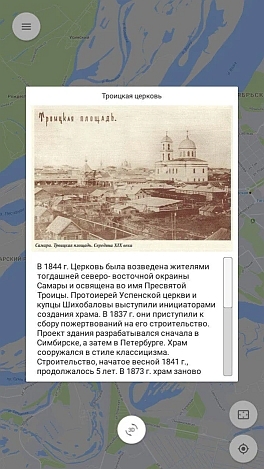 Троицкая церковь
Троицкая площадь.
Самара. Троицкая площадь. Середина XIX века
В 1844 г. Церковь была возведена жителями
тогдашней северо- восточной окраины
Самары и освящена во имя Пресвятой
Троицы. Протоиерей Успенской церкви и
купцы Шихобаловы выступили инициаторами
создания храма. В 1837 г. они приступили к
сбору пожертвований на его строительство.
Проект здания разрабатывался сначала в
Симбирске, а затем в Петербурге. Храм
сооружался в стиле классицизма.
Строительство, начатое весной 1841 г.,
продолжалось 5 лет. В 1873 г. храм заново
3D